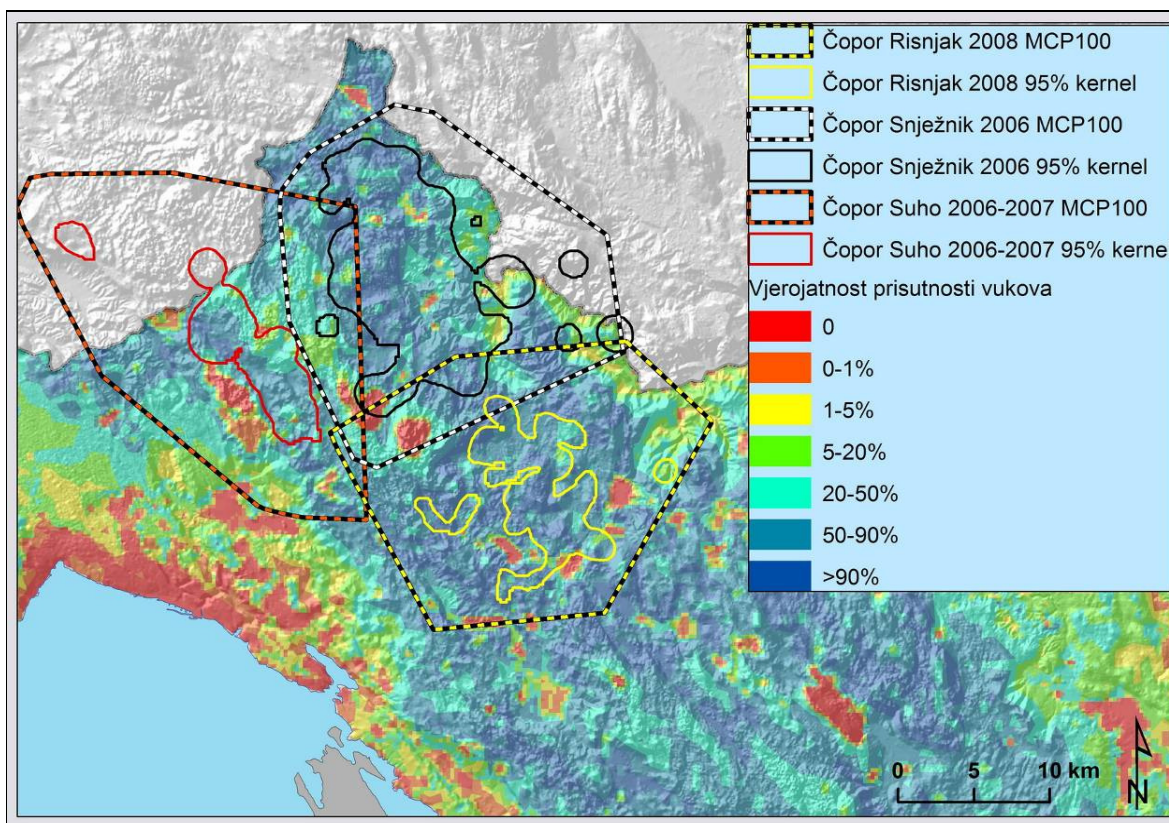 Čopor Risnjak 2008 MCP100
Čopor Risnjak 2008 95% kernel
Čopor Snježnik 2006 MCP100
Čopor Snježnik 2006 95% kernel
Čopor Suho 2006-2007 MCP100
Čopor Suho 2006-2007 95% kerne
Vjerojatnost prisutnosti vukova
0
0-1%
1-5%
5-20%
20-50%
50-90%
>90%
0 5 10 km
N